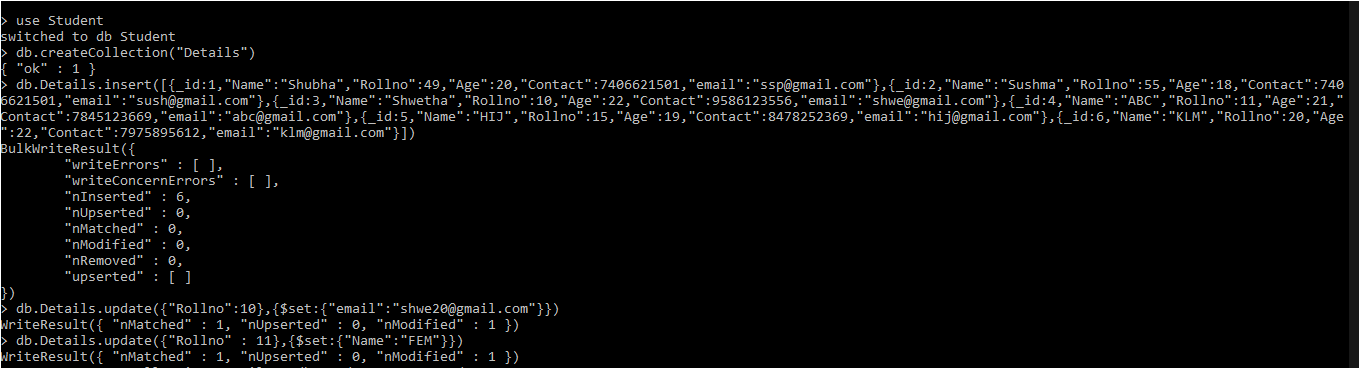 > use Student
switched to db Student
> db.createCollection("Details")
{ "ok" : 1 }
> db.Details.insert([{_id:1,"Name":"Shubha","Rollno":49,"Age":20,"Contact":7406621501,"email":"ssp@gmail.com"},{_id:2,"Name":"Sushma","Rollno":55,"Age":18,"Contact":740
6621501,"email":"sush@gmail.com"},{_id:3,"Name":"Shwetha","Rollno":10,"Age":22,"Contact":9586123556,"email":"shwe@gmail.com"},{_id:4,"Name":"ABC","Rollno":11,"Age":21,"
Contact":7845123669,"email":"abc@gmail.com"},{_id:5,"Name":"HIJ","Rollno":15,"Age":19,"Contact":8478252369,"email":"hij@gmail.com"},{_id:6,"Name":"KLM","Rollno":20,"Age
":22,"Contact":7975895612,"email":"klm@gmail.com"}])
BulkWriteResult({
"writeErrors" : [ ],
"writeConcernErrors" : [ ],
"nInserted" : 6,
"nUpserted" : 0,
"nMatched" : 0,
"nModified" : 0,
"nRemoved" : 0,
"upserted" : [ ]
})
> db.Details.update({"Rollno":10},{$set:{"email":"shwe20@gmail.com"}})
WriteResult({ "nMatched" : 1, "nUpserted" : 0, "nModified" : 1 })
> db.Details.update({"Rollno" : 11},{$set:{"Name":"FEM"}})
WriteResult({ "nMatched" : 1, "nUpserted" : 0, "nModified" : 1 })